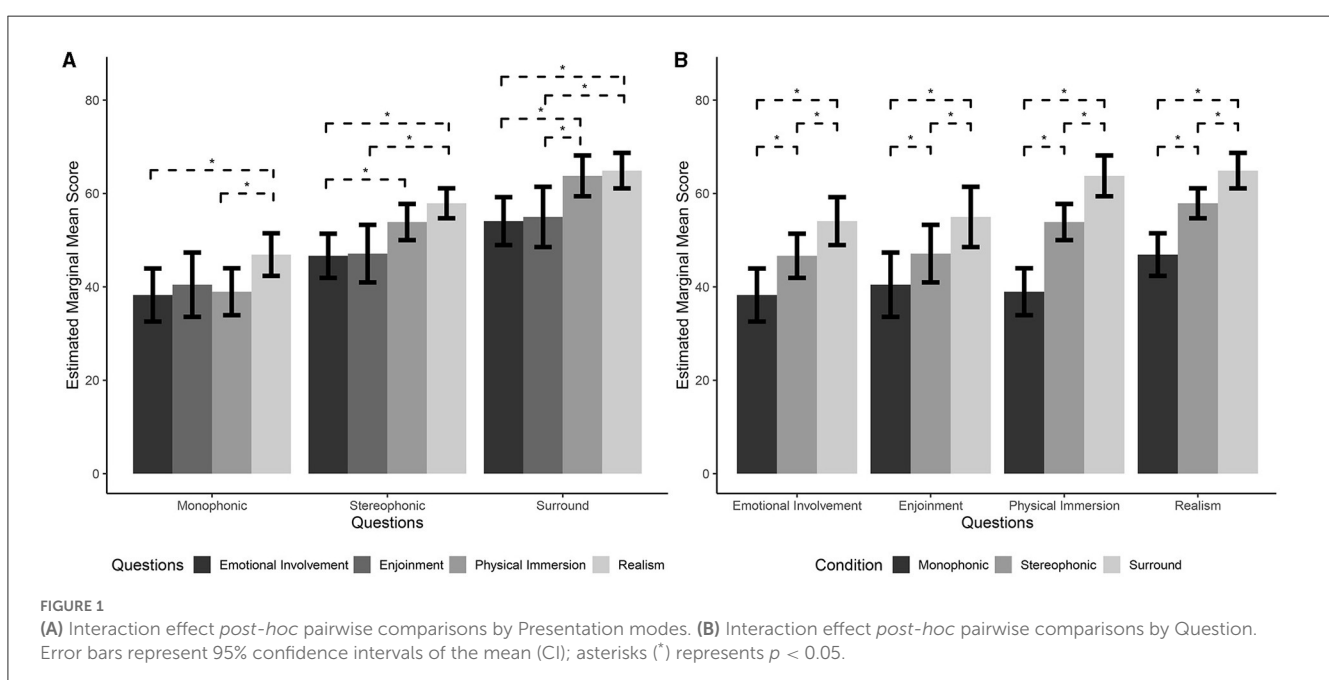 A
Estimated Marginal Mean Score
80
60
40
20
0
* * * * * * * * *
Monophonic Stereophonic Surround
Questions
Questions Emotional Involvement Enjoinment Physical Immersion Realism
B
Estimated Marginal Mean Score
80
60
40
20
0
* * * * * * * * * * * *
Emotional Involvement Enjoinment Physical Immersion Realism
Questions
Condition Monophonic Stereophonic Surround
FIGURE 1
(A) Interaction effect post-hoc pairwise comparisons by Presentation modes. (B) Interaction effect post-hoc pairwise comparisons by Question.
Error bars represent 95% confidence intervals of the mean (CI); asterisks (*) represents p < 0.05.